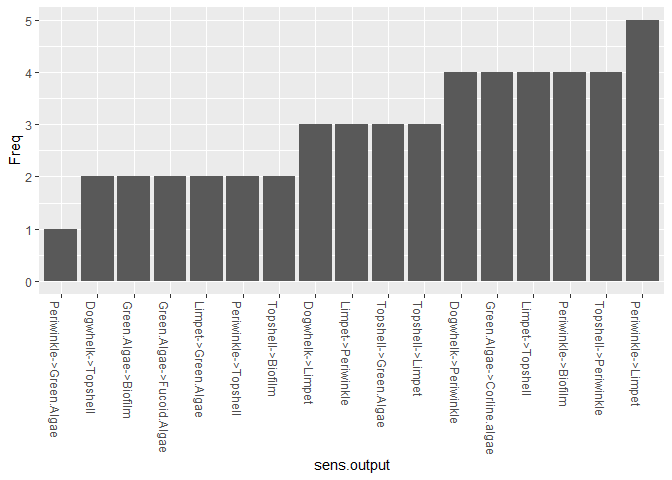 5
4
3
2
1
0
Freq
Periwinkle->Green.Algae
Dogwhelk->Topshell
Green.Algae->Biofilm
Green.Algae->Fucoid.Algae
Limpet->Green.Algae
Periwinkle->Topshell
Topshell->Biofilm
Dogwhelk->Limpet
Limpet->Periwinkle
Topshell->Green.Algae
Topshell->Limpet
Dogwhelk->Periwinkle
Green.Algae->Corline.algae
Limpet->Topshell
Periwinkle->Biofilm
Topshell->Periwinkle
Periwinkle->Limpet
sens.output